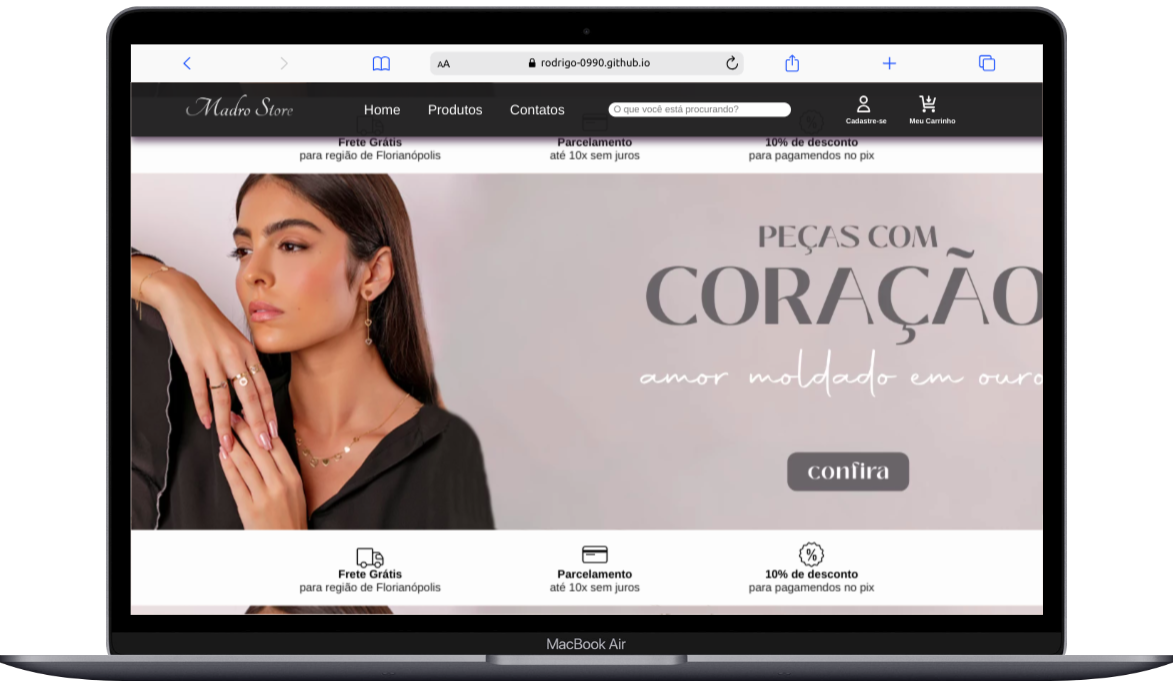 AA rodrigo-0990.github.io
Madro Store Home Produtos Contatos O que você está procurando? Cadastre-se Meu Carrinho
Frete Grátis Parcelamento 10% de desconto
para região de Florianópolis até 10x sem juros para pagamendos no pix
PEÇAS COM
CORAÇÃO
amor moldado em ouro
confira
%
Frete Grátis Parcelamento 10% de desconto
para região de Florianópolis até 10x sem juros para pagamendos no pix
MacBook Air